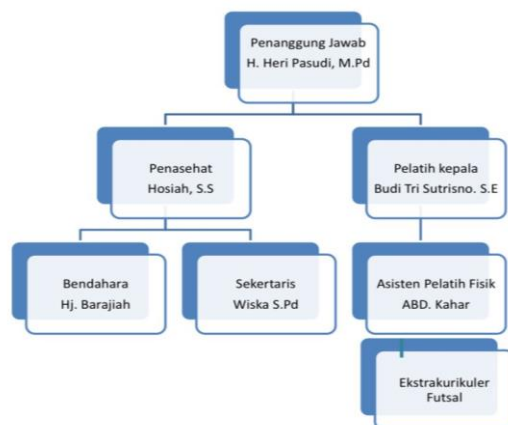 Penanggung Jawab
H. Heri Pasudi, M.Pd
Penasehat
Hosiah, S.S
Pelatih kepala
Budi Tri Sutrisno. S.E
Bendahara
Hj. Barajiah
Sekertaris
Wiska S.Pd
Asisten Pelatih Fisik
ABD. Kahar
Ekstrakurikuler
Futsal